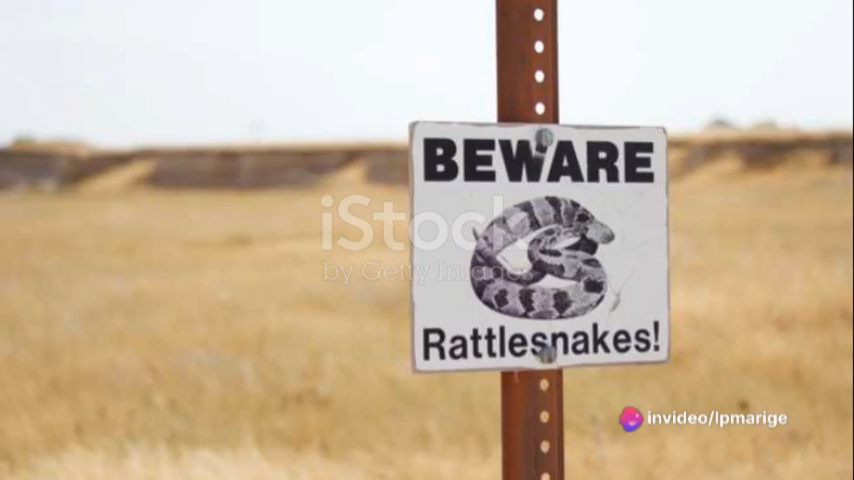 BEWARE
iStock
by Getty Images
Rattlesnakes!
invideo/lpmarige